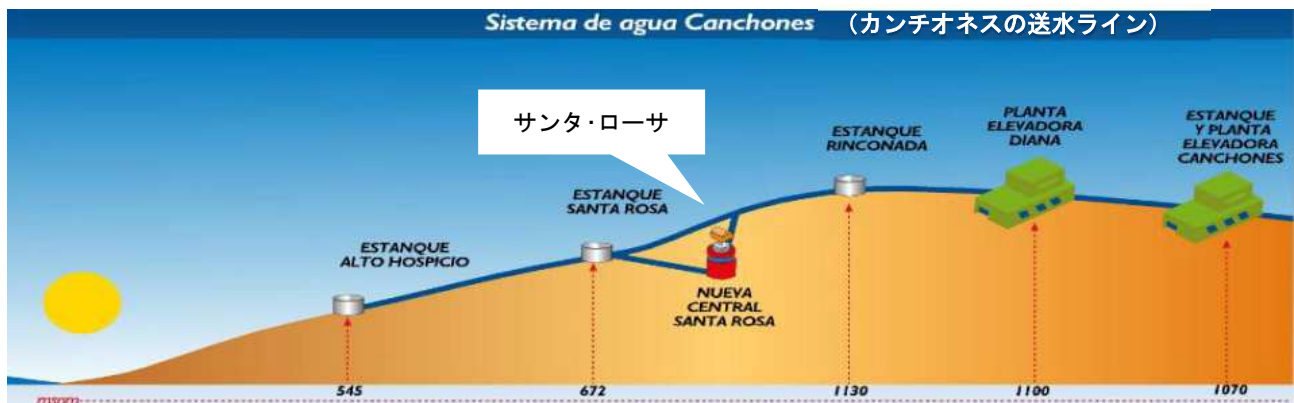 Sistema de agua Canchones （カンチオネスの送水ライン）
サンタ・ローサ
PLANTA
ELEVADORA
DIANA
ESTANQUE
Y PLANTA
ELEVADORA
CANCHONES
ESTANQUE
RINCONADA
ESTANQUE
SANTA ROSA
ESTANQUE
ALTO HOSPICIO
NUEVA
CENTRAL
SANTA ROSA
545
672
1130
1100
1070
msnm